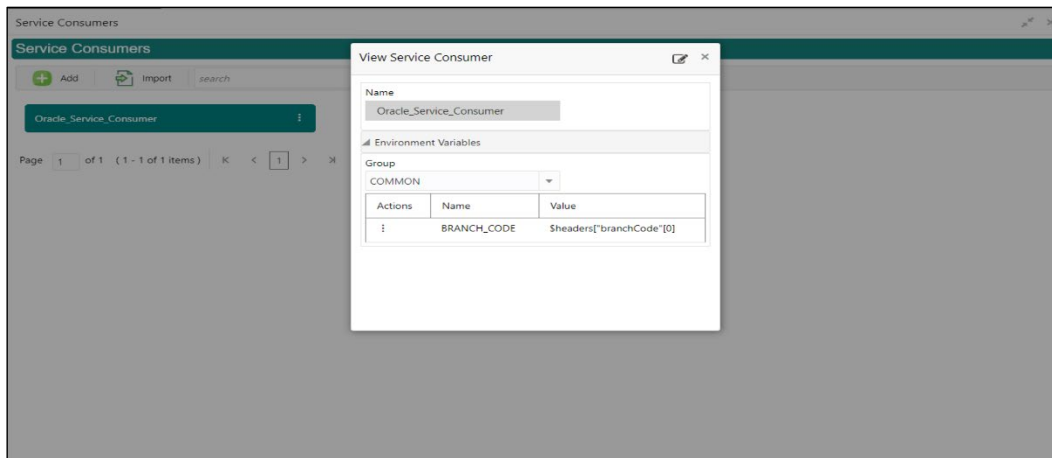 Service Consumers
Service Consumers
Add Import search
Oracle_Service_Consumer
Page 1 of 1 (1 - 1 of 1 items) 1
View Service Consumer
Name
Oracle_Service_Consumer
Environment Variables
Group
COMMON
Actions Name Value
BRANCH_CODE $headers["branchCode"[0]